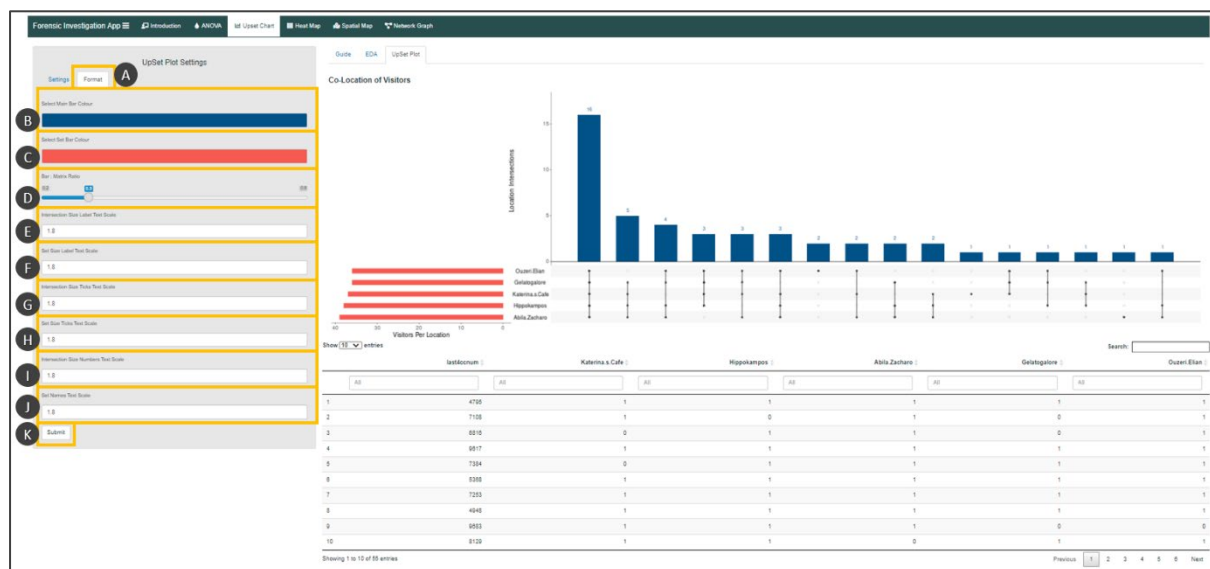 Forensic Investigation App
Introduction
ANOVA
Upset Chart
Heat Map
Spatial Map
Network Graph
UpSet Plot Settings
Settings
Format
A
Select Main Bar Colour
B
Select Set Bar Colour
C
Bar - Matrix Ratio
D
Intersection Size Label Text Scale
E
1.8
Set Size Label Text Scale
F
1.8
Intersection Size Ticks Text Scale
G
1.8
Set Size Ticks Text Scale
H
1.8
Intersection Size Numbers Text Scale
I
1.8
Set Names Text Scale
J
1.8
K
Submit
Guide
EDA
UpSet Plot
Co-Location of Visitors
Location Intersections
15
10
5
0
16
5
4
3
3
3
2
2
2
2
1
1
1
1
1
1
Ouzeri.Elian
Gelatogalore
Katerina.s.Cafe
Hippokampos
Abila.Zacharo
40 30 20 10 0
Visitors Per Location
Show 10 entries
Search:
last4ccnum Katerina.s.Cafe Hippokampos Abila.Zacharo Gelatogalore Ouzeri.Elian
All All All All All All
1 4795 1 1 1 1 1
2 7108 1 0 1 0 1
3 6816 0 1 1 0 1
4 9617 1 1 1 1 1
5 7384 0 1 1 1 1
6 5368 1 1 1 1 1
7 7253 1 1 1 1 1
8 4948 1 1 1 1 1
9 9683 1 1 1 0 0
10 8129 1 1 0 1 1
Showing 1 to 10 of 55 entries
Previous 1 2 3 4 5 6 Next